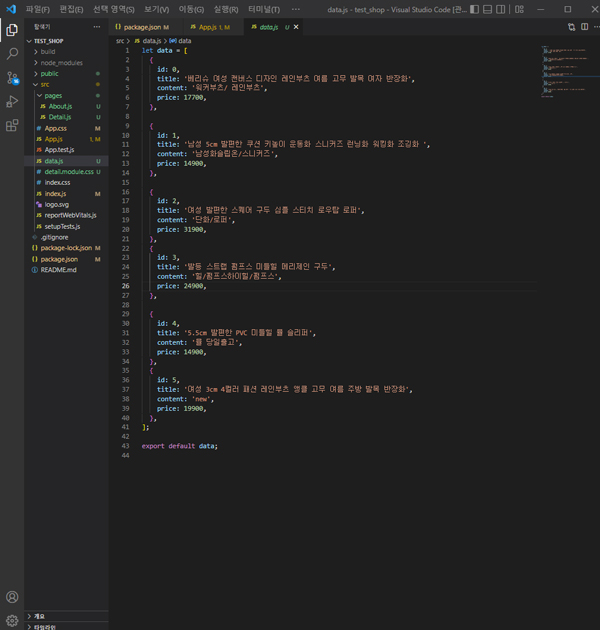 파일(F) 편집(E) 선택 영역(S) 보기(V) 이동(G) 실행(R) 터미널(T) ··· data.js - test_shop - Visual Studio Code [관...
탐색기 ···
TEST_SHOP
build
node_modules
public
src
pages
About.js U
Detail.js U
App.css M
App.js 1, M
App.test.js
data.js U
detail.module.css U
index.css
index.js M
logo.svg
reportWebVitals.js
setupTests.js
.gitignore
package-lock.json M
package.json M
README.md
개요
타임라인
package.json M App.js 1, M data.js U
src > data.js > data
1 let data = [
2 {
3 id: 0,
4 title: '베리슈 여성 전바스 디자인 레인부츠 여름 고무 발목 여자 반장화',
5 content: '워커부츠/ 레인부츠',
6 price: 17700,
7 },
8
9 {
10 id: 1,
11 title: '남성 5cm 발편한 쿠션 키높이 운동화 스니커즈 런닝화 워킹화 조깅화 ',
12 content: '남성화슬립온/스니커즈',
13 price: 14900,
14 },
15
16 {
17 id: 2,
18 title: '여성 발편한 스퀘어 구두 심플 스티치 로우탑 로퍼',
19 content: '단화/로퍼',
20 price: 31900,
21 },
22 {
23 id: 3,
24 title: '발등 스트랩 펌프스 미들힐 메리제인 구두',
25 content: '힐/펌프스하이힐/펌프스',
26 price: 24900,
27 },
28
29 {
30 id: 4,
31 title: '5.5cm 발편한 PVC 미들힐 뮬 슬리퍼',
32 content: '뮬 당일출고',
33 price: 14900,
34 },
35 {
36 id: 5,
37 title: '여성 3cm 4컬러 패션 레인부츠 앵클 고무 여름 주방 발목 반장화',
38 content: 'new',
39 price: 19900,
40 },
41 ];
42
43 export default data;
44